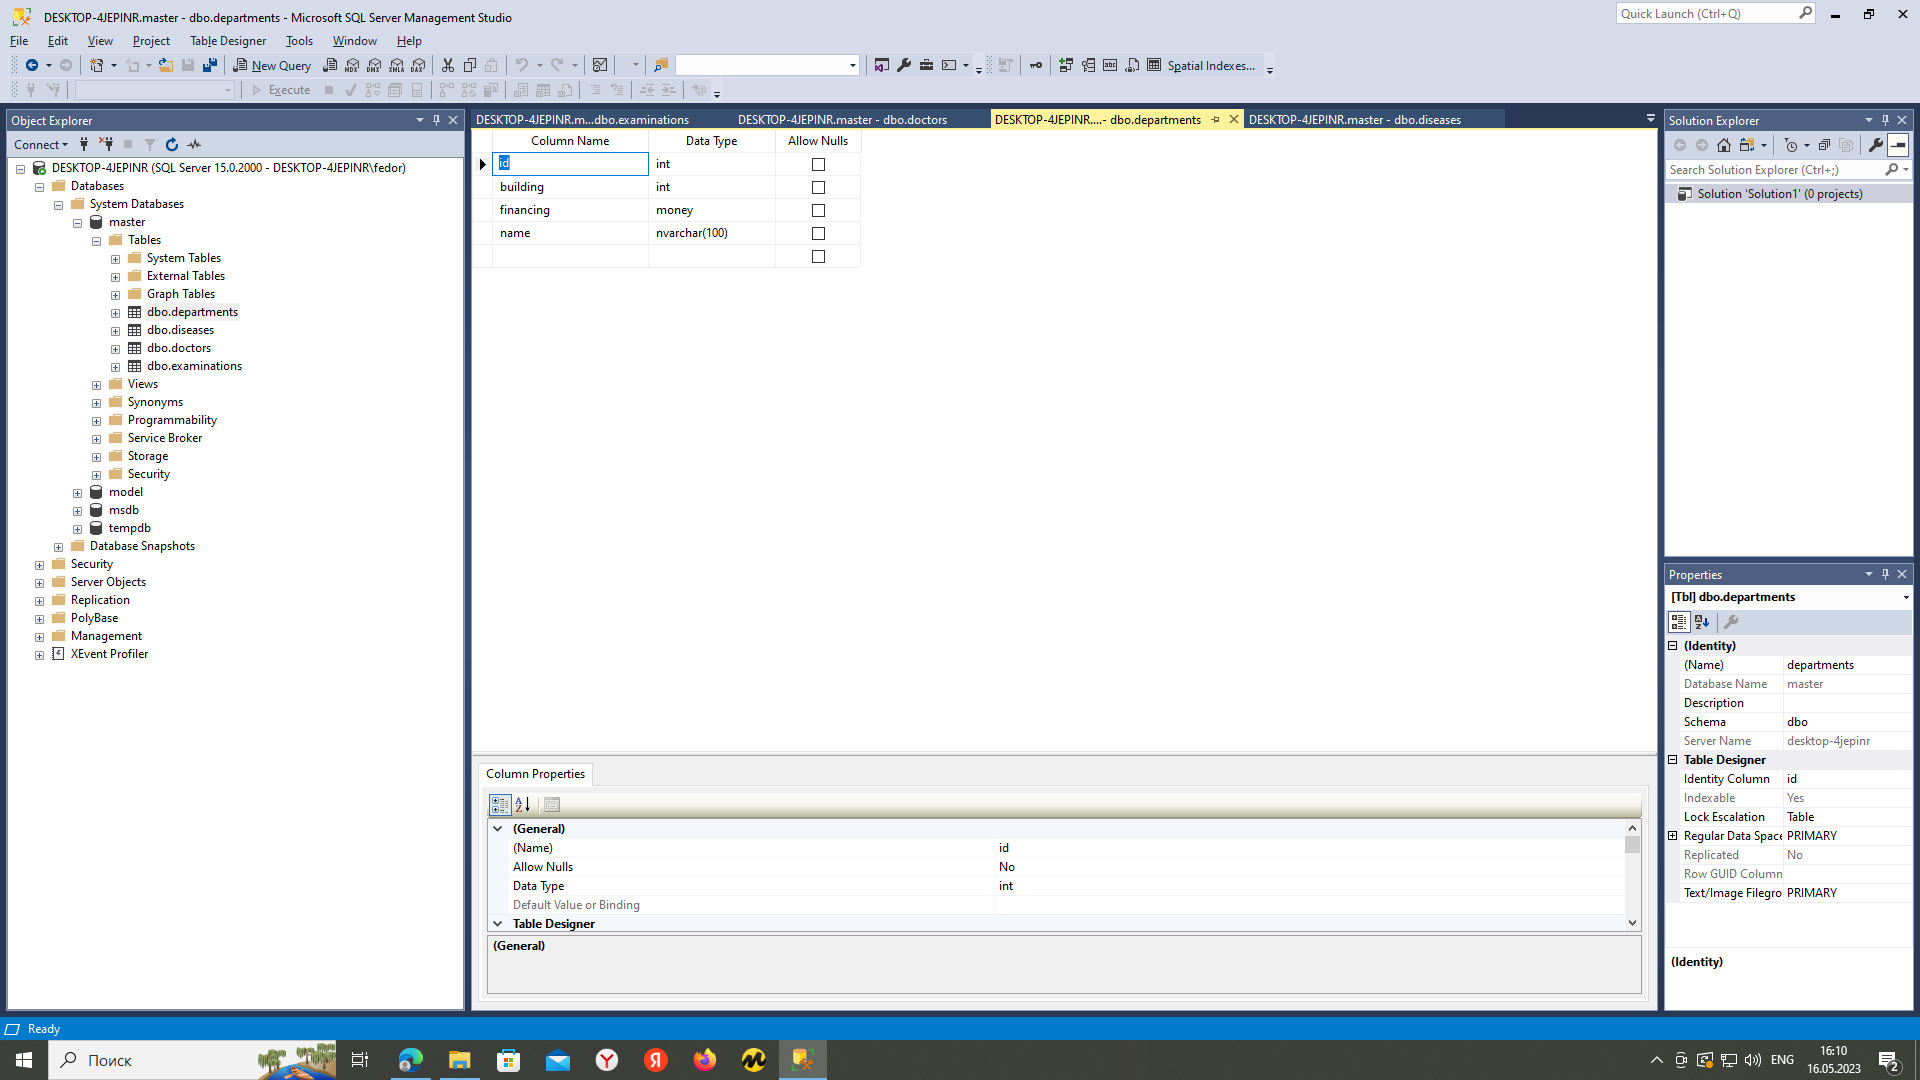 DESKTOP-4JEPINR.master - dbo.departments - Microsoft SQL Server Management Studio
Quick Launch (Ctrl+Q)
File Edit View Project Table Designer Tools Window Help
New Query MDX DMX XMLA DAX Spatial Indexes...
Execute
Object Explorer
Connect
DESKTOP-4JEPINR (SQL Server 15.0.2000 - DESKTOP-4JEPINR\fedor)
Databases
System Databases
master
Tables
System Tables
External Tables
Graph Tables
dbo.departments
dbo.diseases
dbo.doctors
dbo.examinations
Views
Synonyms
Programmability
Service Broker
Storage
Security
model
msdb
tempdb
Database Snapshots
Security
Server Objects
Replication
PolyBase
Management
XEvent Profiler
DESKTOP-4JEPINR.m...dbo.examinations DESKTOP-4JEPINR.master - dbo.doctors DESKTOP-4JEPINR....- dbo.departments DESKTOP-4JEPINR.master - dbo.diseases
Column Name Data Type Allow Nulls
id int
building int
financing money
name nvarchar(100)
Column Properties
(General)
(Name) id
Allow Nulls No
Data Type int
Default Value or Binding
Table Designer
(General)
Solution Explorer
Search Solution Explorer (Ctrl+;)
Solution 'Solution1' (0 projects)
Properties
[Tbl] dbo.departments
(Identity)
(Name) departments
Database Name master
Description
Schema dbo
Server Name desktop-4jepinr
Table Designer
Identity Column id
Indexable Yes
Lock Escalation Table
Regular Data Space PRIMARY
Replicated No
Row GUID Column
Text/Image Filegro PRIMARY
(Identity)
Ready
Поиск
ENG
16:10
16.05.2023
2